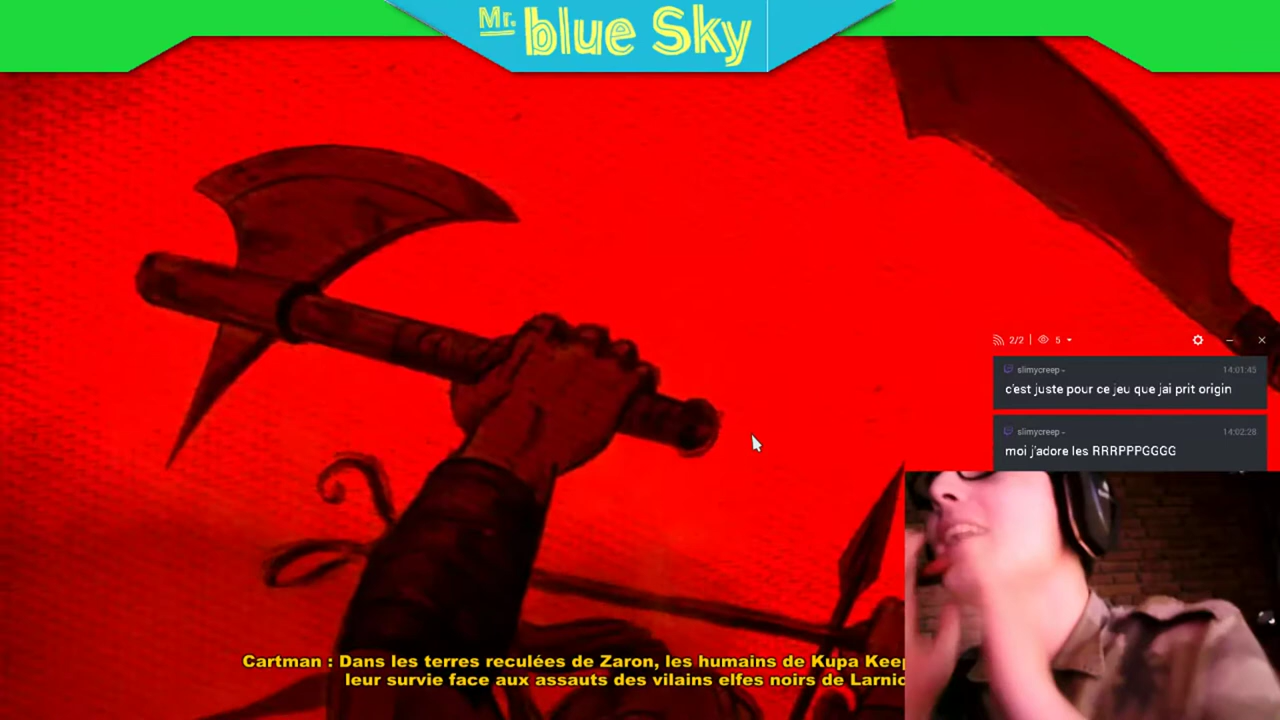 Mr. blue Sky
2/2 | 5
slimycreep - 14:01:45
c'est juste pour ce jeu que jai prit origin
slimycreep - 14:02:28
moi j'adore les RRRPPPGGGG
Cartman : Dans les terres reculées de Zaron, les humains de Kupa Keep
leur survie face aux assauts des vilains elfes noirs de